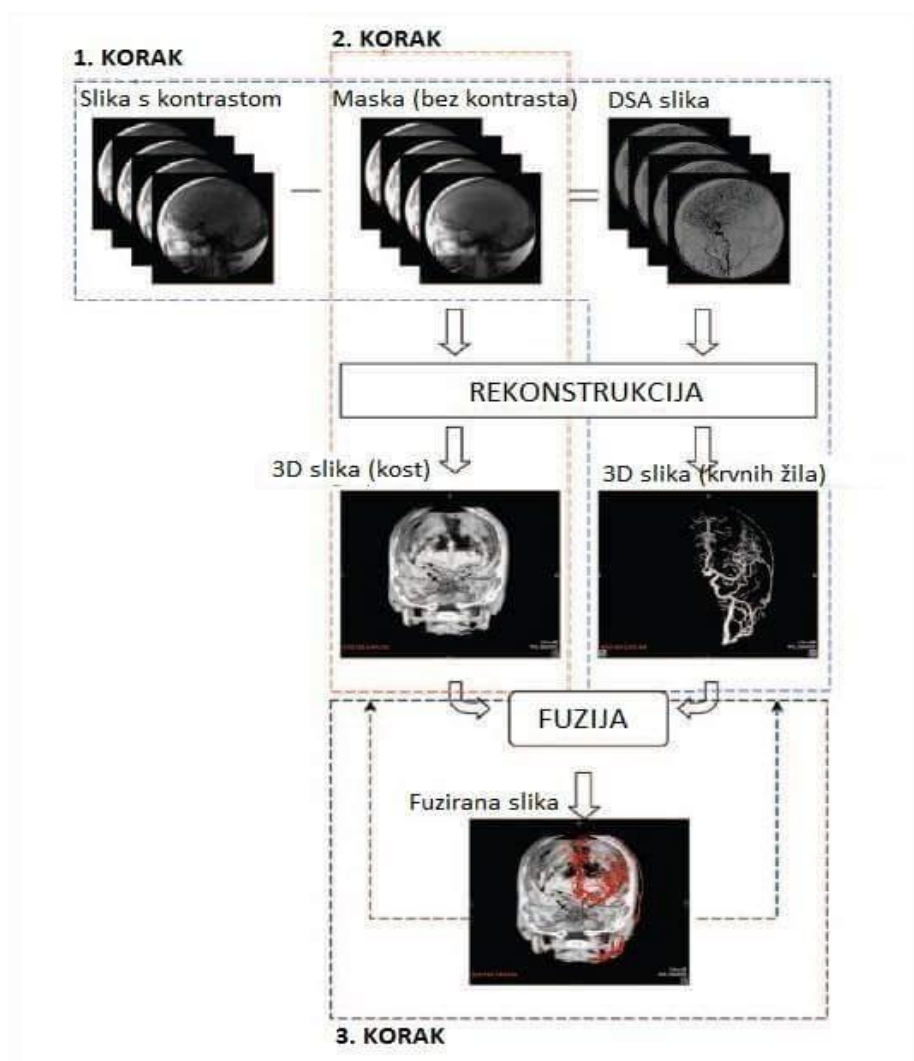 1. KORAK
2. KORAK
Slika s kontrastom
Maska (bez kontrasta)
DSA slika
REKONSTRUKCIJA
3D slika (kost)
3D slika (krvnih žila)
FUZIJA
Fuzirana slika
3. KORAK